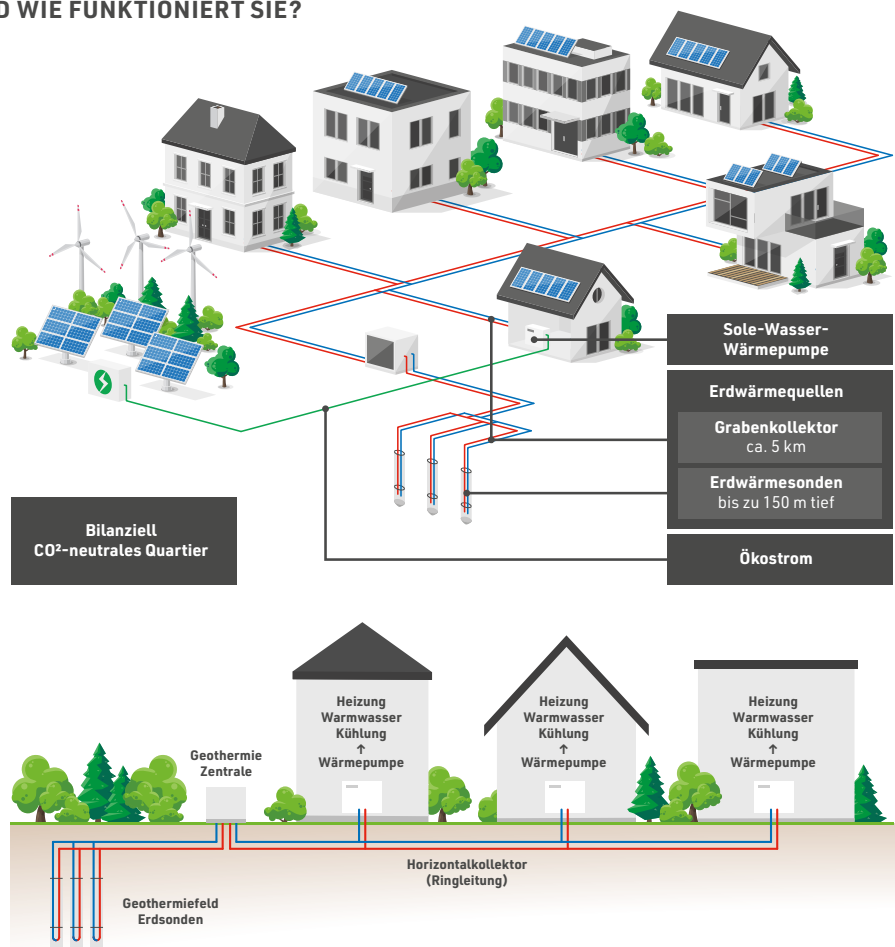 WIE FUNKTIONIERT SIE?
Sole-Wasser-
Wärmepumpe
Erdwärmequellen
Grabenkollektor
ca. 5 km
Erdwärmesonden
bis zu 150 m tief
Ökostrom
Bilanziell
CO²-neutrales Quartier
Geothermie
Zentrale
Heizung
Warmwasser
Kühlung
↑
Wärmepumpe
Heizung
Warmwasser
Kühlung
↑
Wärmepumpe
Heizung
Warmwasser
Kühlung
↑
Wärmepumpe
Horizontalkollektor
(Ringleitung)
Geothermiefeld
Erdsonden